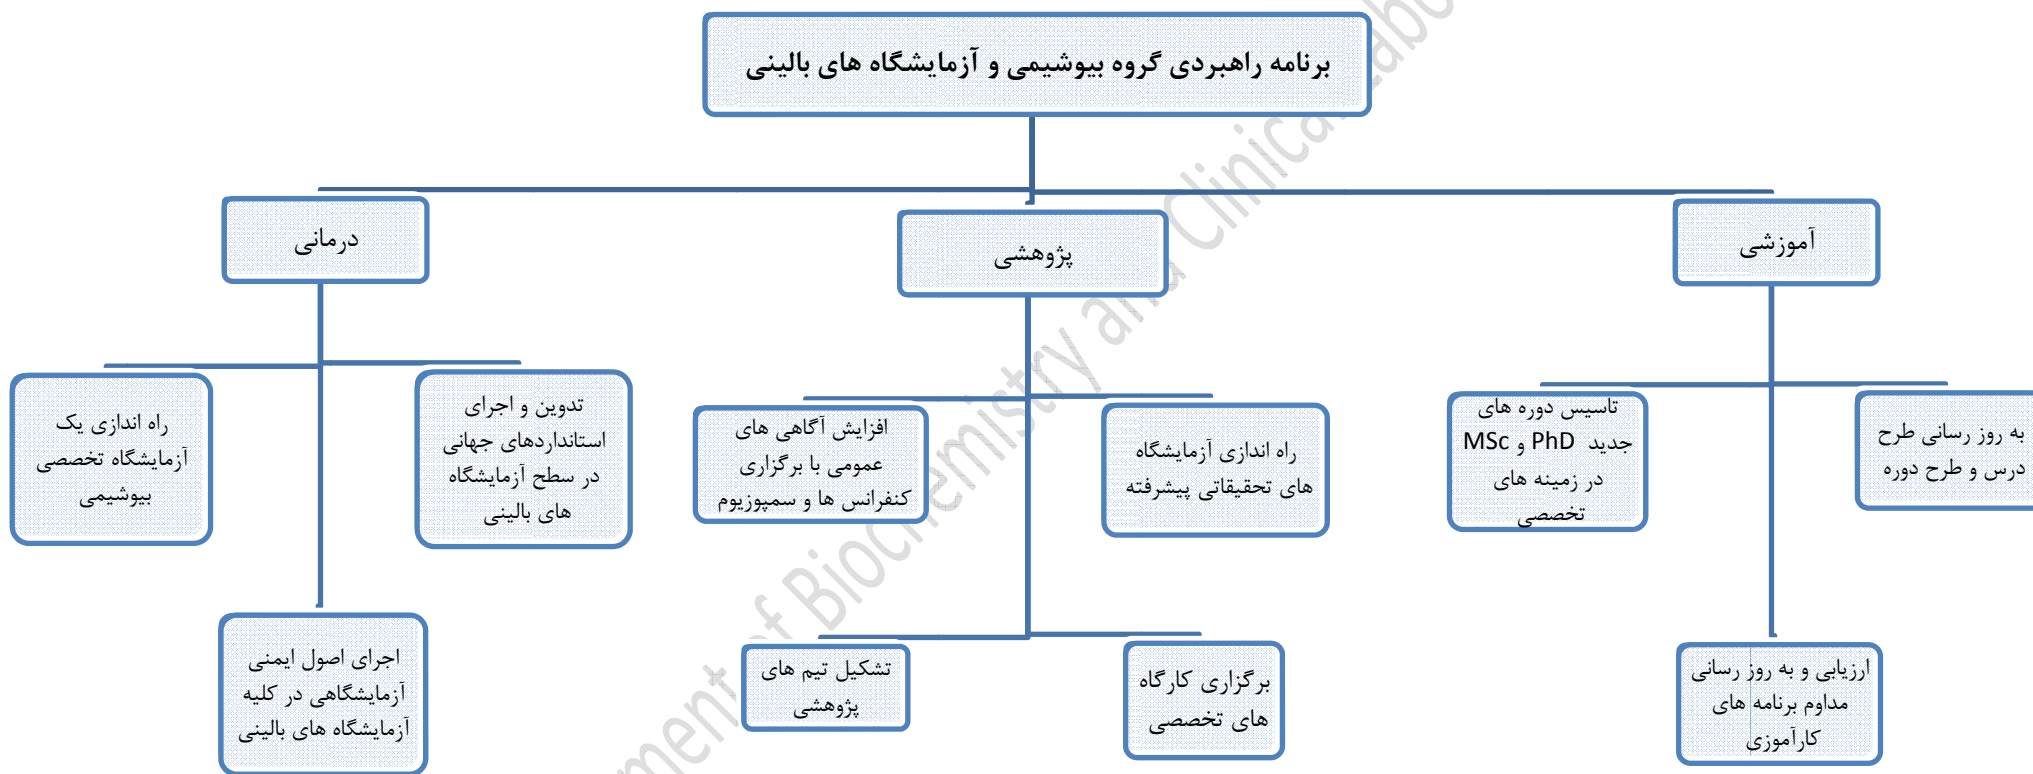 برنامه راهبردی گروه بیوشیمی و آزمایشگاه های بالینی
آموزشی
پژوهشی
درمانی
به روز رسانی طرح
درس و طرح دوره
تاسیس دوره های
جدید PhD و MSc
در زمینه های
تخصصی
ارزیابی و به روز رسانی
مداوم برنامه های
کارآموزی
راه اندازی آزمایشگاه
های تحقیقاتی پیشرفته
افزایش آگاهی های
عمومی با برگزاری
کنفرانس ها و سمپوزیوم
برگزاری کارگاه
های تخصصی
تشکیل تیم های
پژوهشی
تدوین و اجرای
استانداردهای جهانی
در سطح آزمایشگاه
های بالینی
راه اندازی یک
آزمایشگاه تخصصی
بیوشیمی
اجرای اصول ایمنی
آزمایشگاهی در کلیه
آزمایشگاه های بالینی
of Biochemistry and Clinical